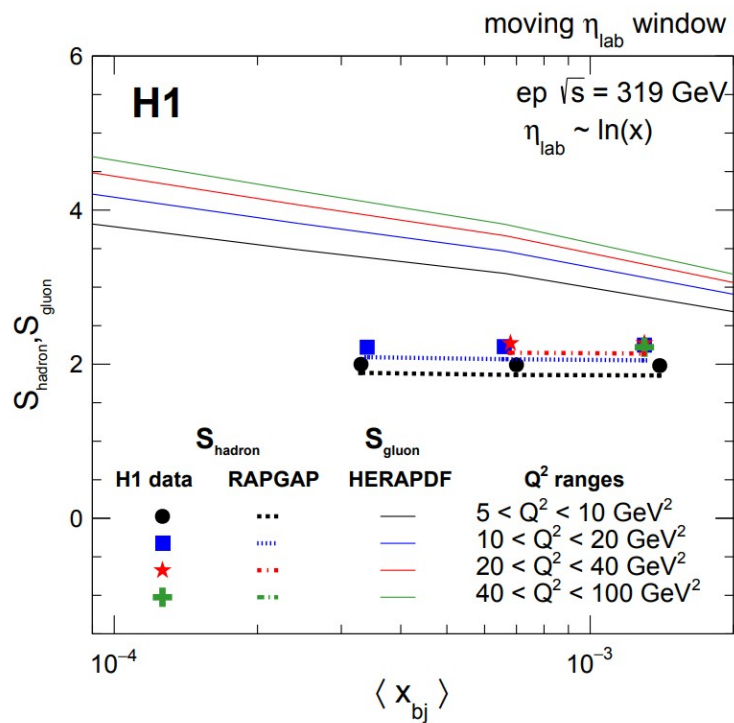 moving η_lab window
H1
ep √s = 319 GeV
η_lab ~ ln(x)
6
4
2
0
S_hadron, S_gluon
S_hadron S_gluon
H1 data RAPGAP HERAPDF Q² ranges
5 < Q² < 10 GeV²
10 < Q² < 20 GeV²
20 < Q² < 40 GeV²
40 < Q² < 100 GeV²
10⁻⁴ 10⁻³
⟨ x_bj ⟩